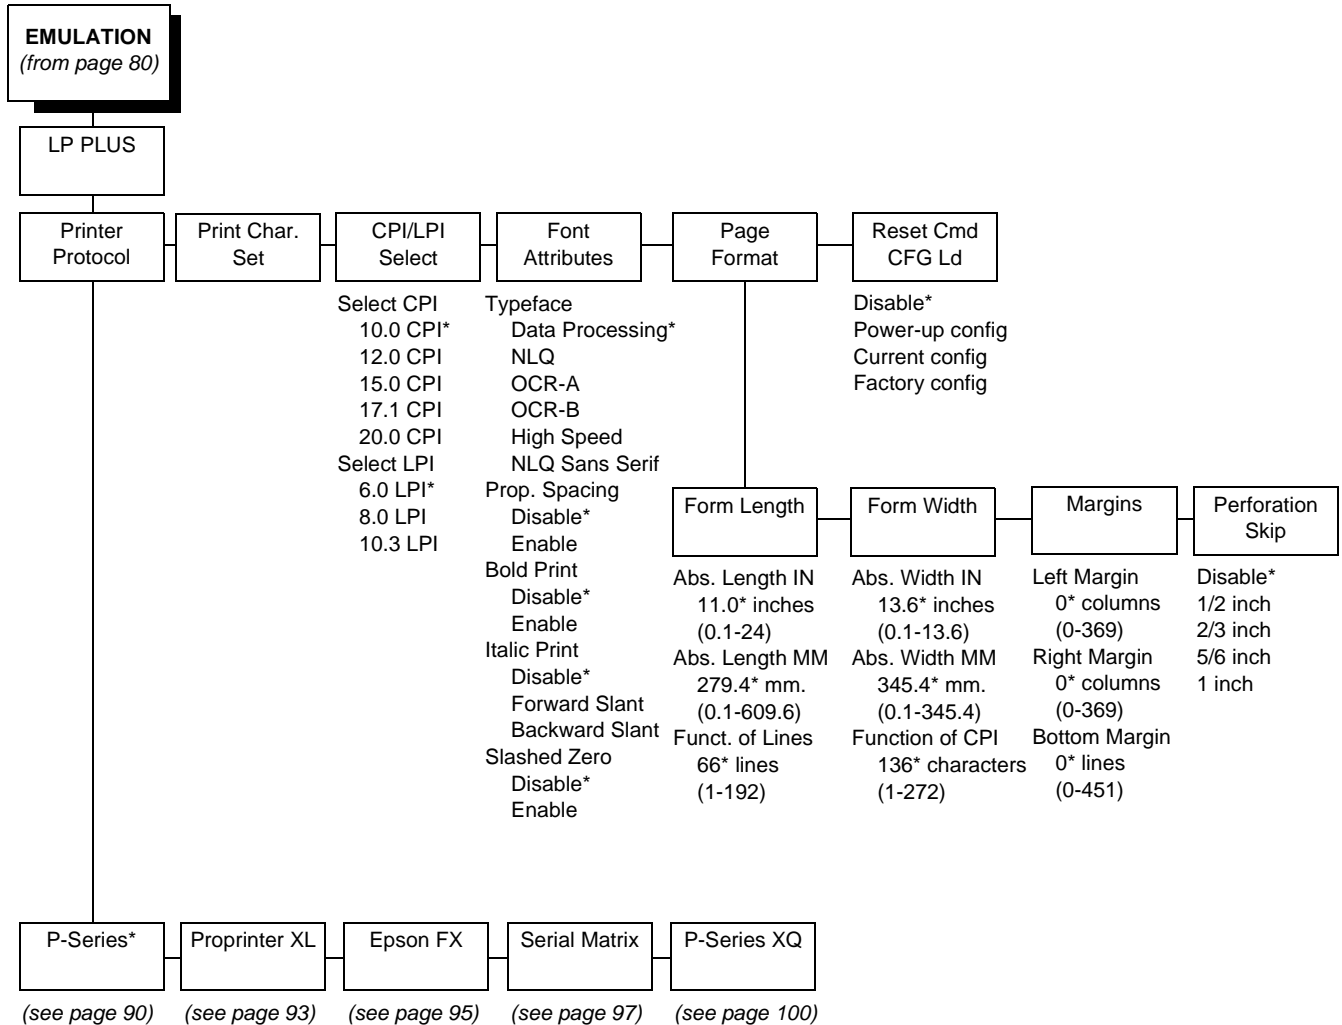 EMULATION
(from page 80)
LP PLUS
Printer
Protocol
Print Char.
Set
CPI/LPI
Select
Font
Attributes
Page
Format
Reset Cmd
CFG Ld
Select CPI
10.0 CPI*
12.0 CPI
15.0 CPI
17.1 CPI
20.0 CPI
Select LPI
6.0 LPI*
8.0 LPI
10.3 LPI
Typeface
Data Processing*
NLQ
OCR-A
OCR-B
High Speed
NLQ Sans Serif
Prop. Spacing
Disable*
Enable
Bold Print
Disable*
Enable
Italic Print
Disable*
Forward Slant
Backward Slant
Slashed Zero
Disable*
Enable
Disable*
Power-up config
Current config
Factory config
Form Length
Abs. Length IN
11.0* inches
(0.1-24)
Abs. Length MM
279.4* mm.
(0.1-609.6)
Funct. of Lines
66* lines
(1-192)
Form Width
Abs. Width IN
13.6* inches
(0.1-13.6)
Abs. Width MM
345.4* mm.
(0.1-345.4)
Function of CPI
136* characters
(1-272)
Margins
Left Margin
0* columns
(0-369)
Right Margin
0* columns
(0-369)
Bottom Margin
0* lines
(0-451)
Perforation
Skip
Disable*
1/2 inch
2/3 inch
5/6 inch
1 inch
P-Series*
(see page 90)
Proprinter XL
(see page 93)
Epson FX
(see page 95)
Serial Matrix
(see page 97)
P-Series XQ
(see page 100)